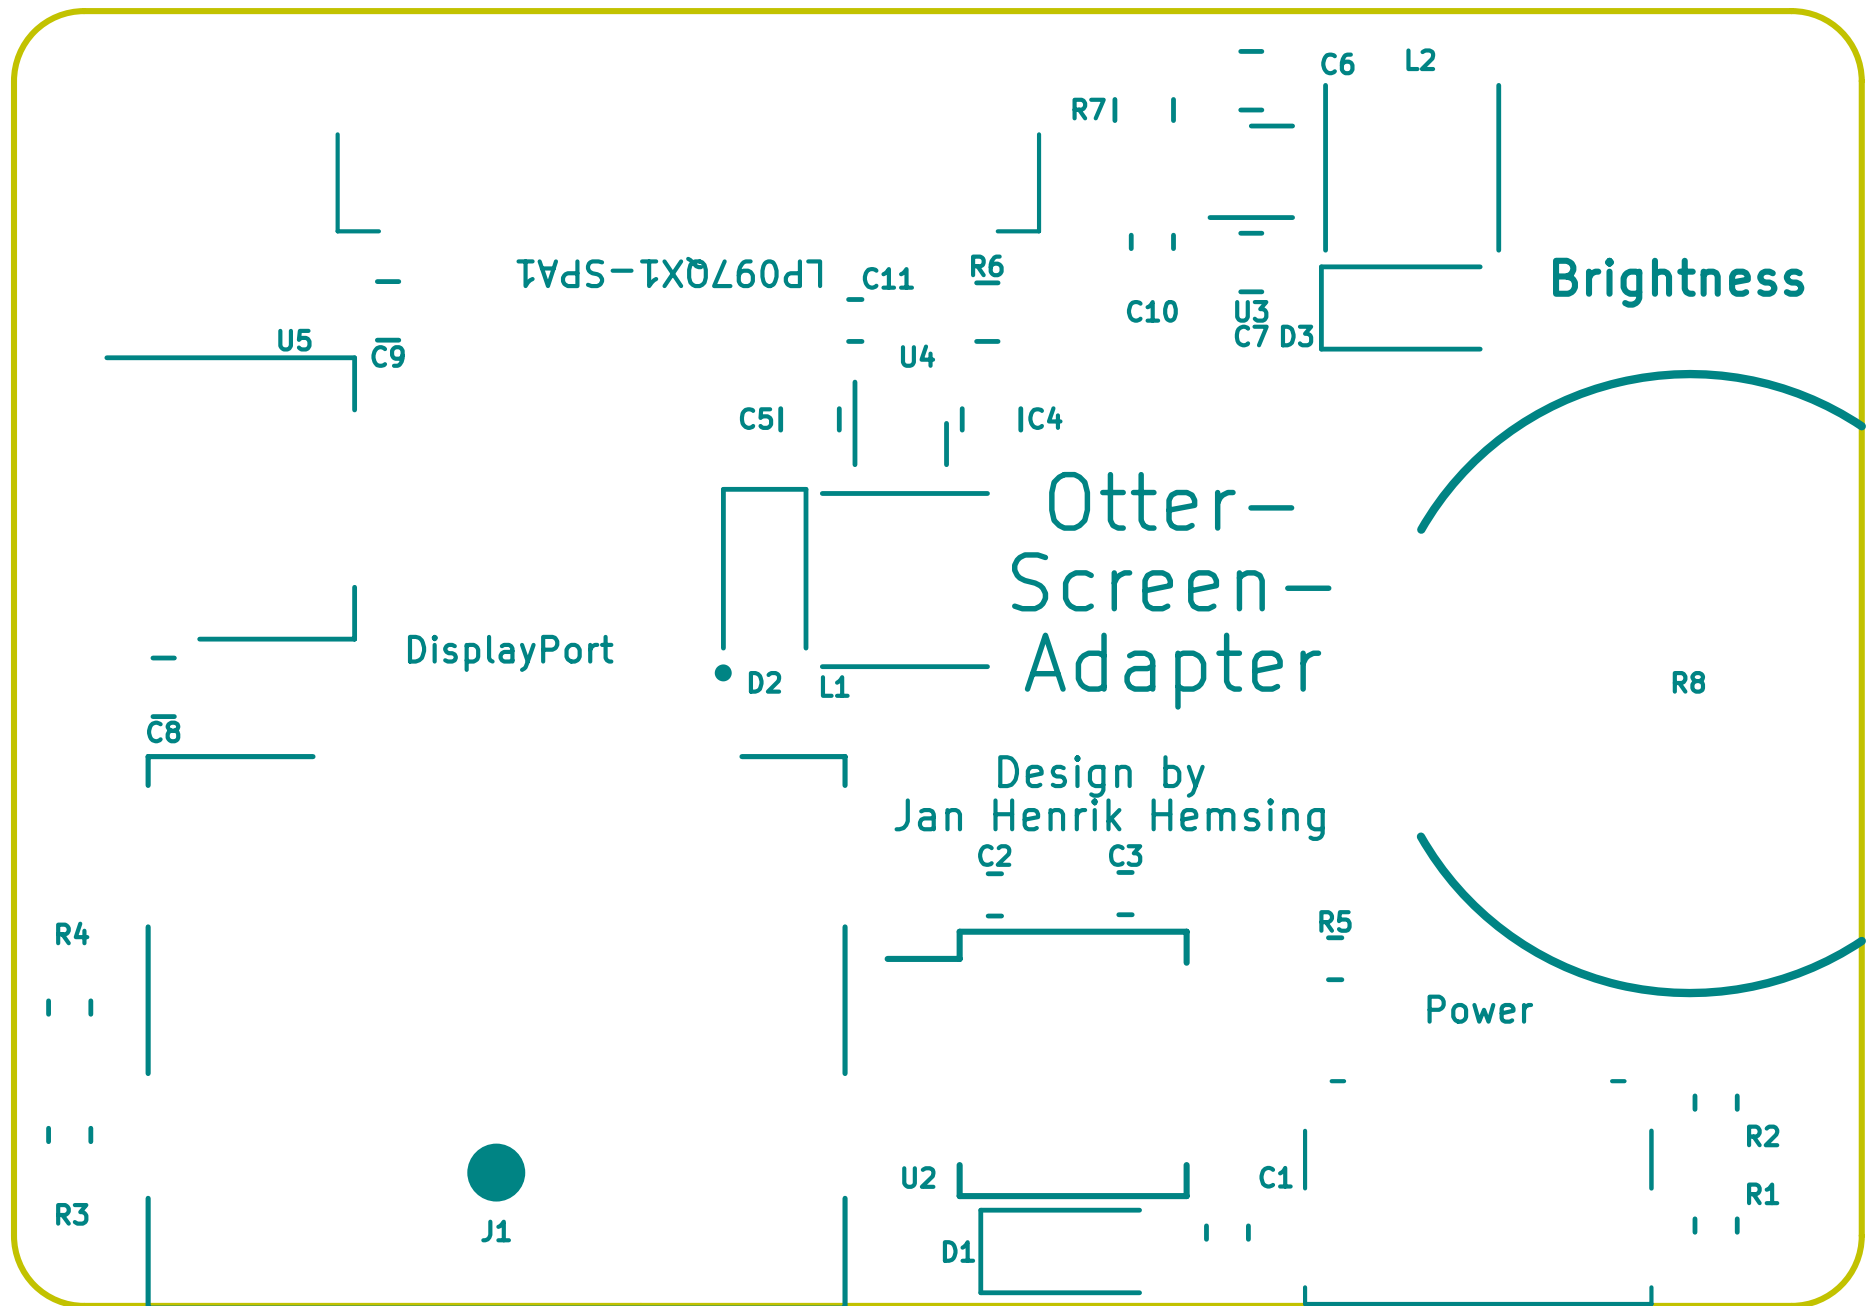 C6
L2
R7
LP097QX1-SPA1
C11
R6
Brightness
C10
U3
U5
C9
U4
C7
D3
C5
C4
Otter-
Screen-
Adapter
DisplayPort
D2
L1
R8
C8
Design by
Jan Henrik Hemsing
C2
C3
R4
R5
Power
R2
U2
C1
R1
R3
J1
D1